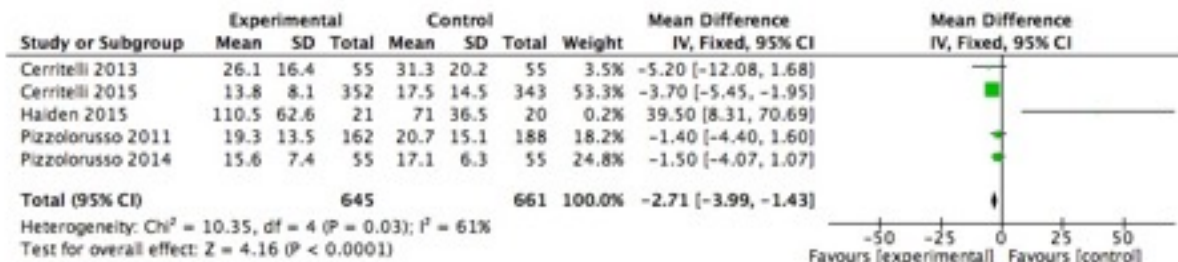 Experimental Control Mean Difference Mean Difference
Study or Subgroup Mean SD Total Mean SD Total Weight IV, Fixed, 95% CI IV, Fixed, 95% CI
Cerritelli 2013 26.1 16.4 55 31.3 20.2 55 3.5% -5.20 [-12.08, 1.68]
Cerritelli 2015 13.8 8.1 352 17.5 14.5 343 53.3% -3.70 [-5.45, -1.95]
Haiden 2015 110.5 62.6 21 71 36.5 20 0.2% 39.50 [8.31, 70.69]
Pizzolorusso 2011 19.3 13.5 162 20.7 15.1 188 18.2% -1.40 [-4.40, 1.60]
Pizzolorusso 2014 15.6 7.4 55 17.1 6.3 55 24.8% -1.50 [-4.07, 1.07]
Total (95% CI) 645 661 100.0% -2.71 [-3.99, -1.43]
Heterogeneity: Chi² = 10.35, df = 4 (P = 0.03); I² = 61%
Test for overall effect: Z = 4.16 (P < 0.0001)
-50 -25 0 25 50
Favours [experimental] Favours [control]